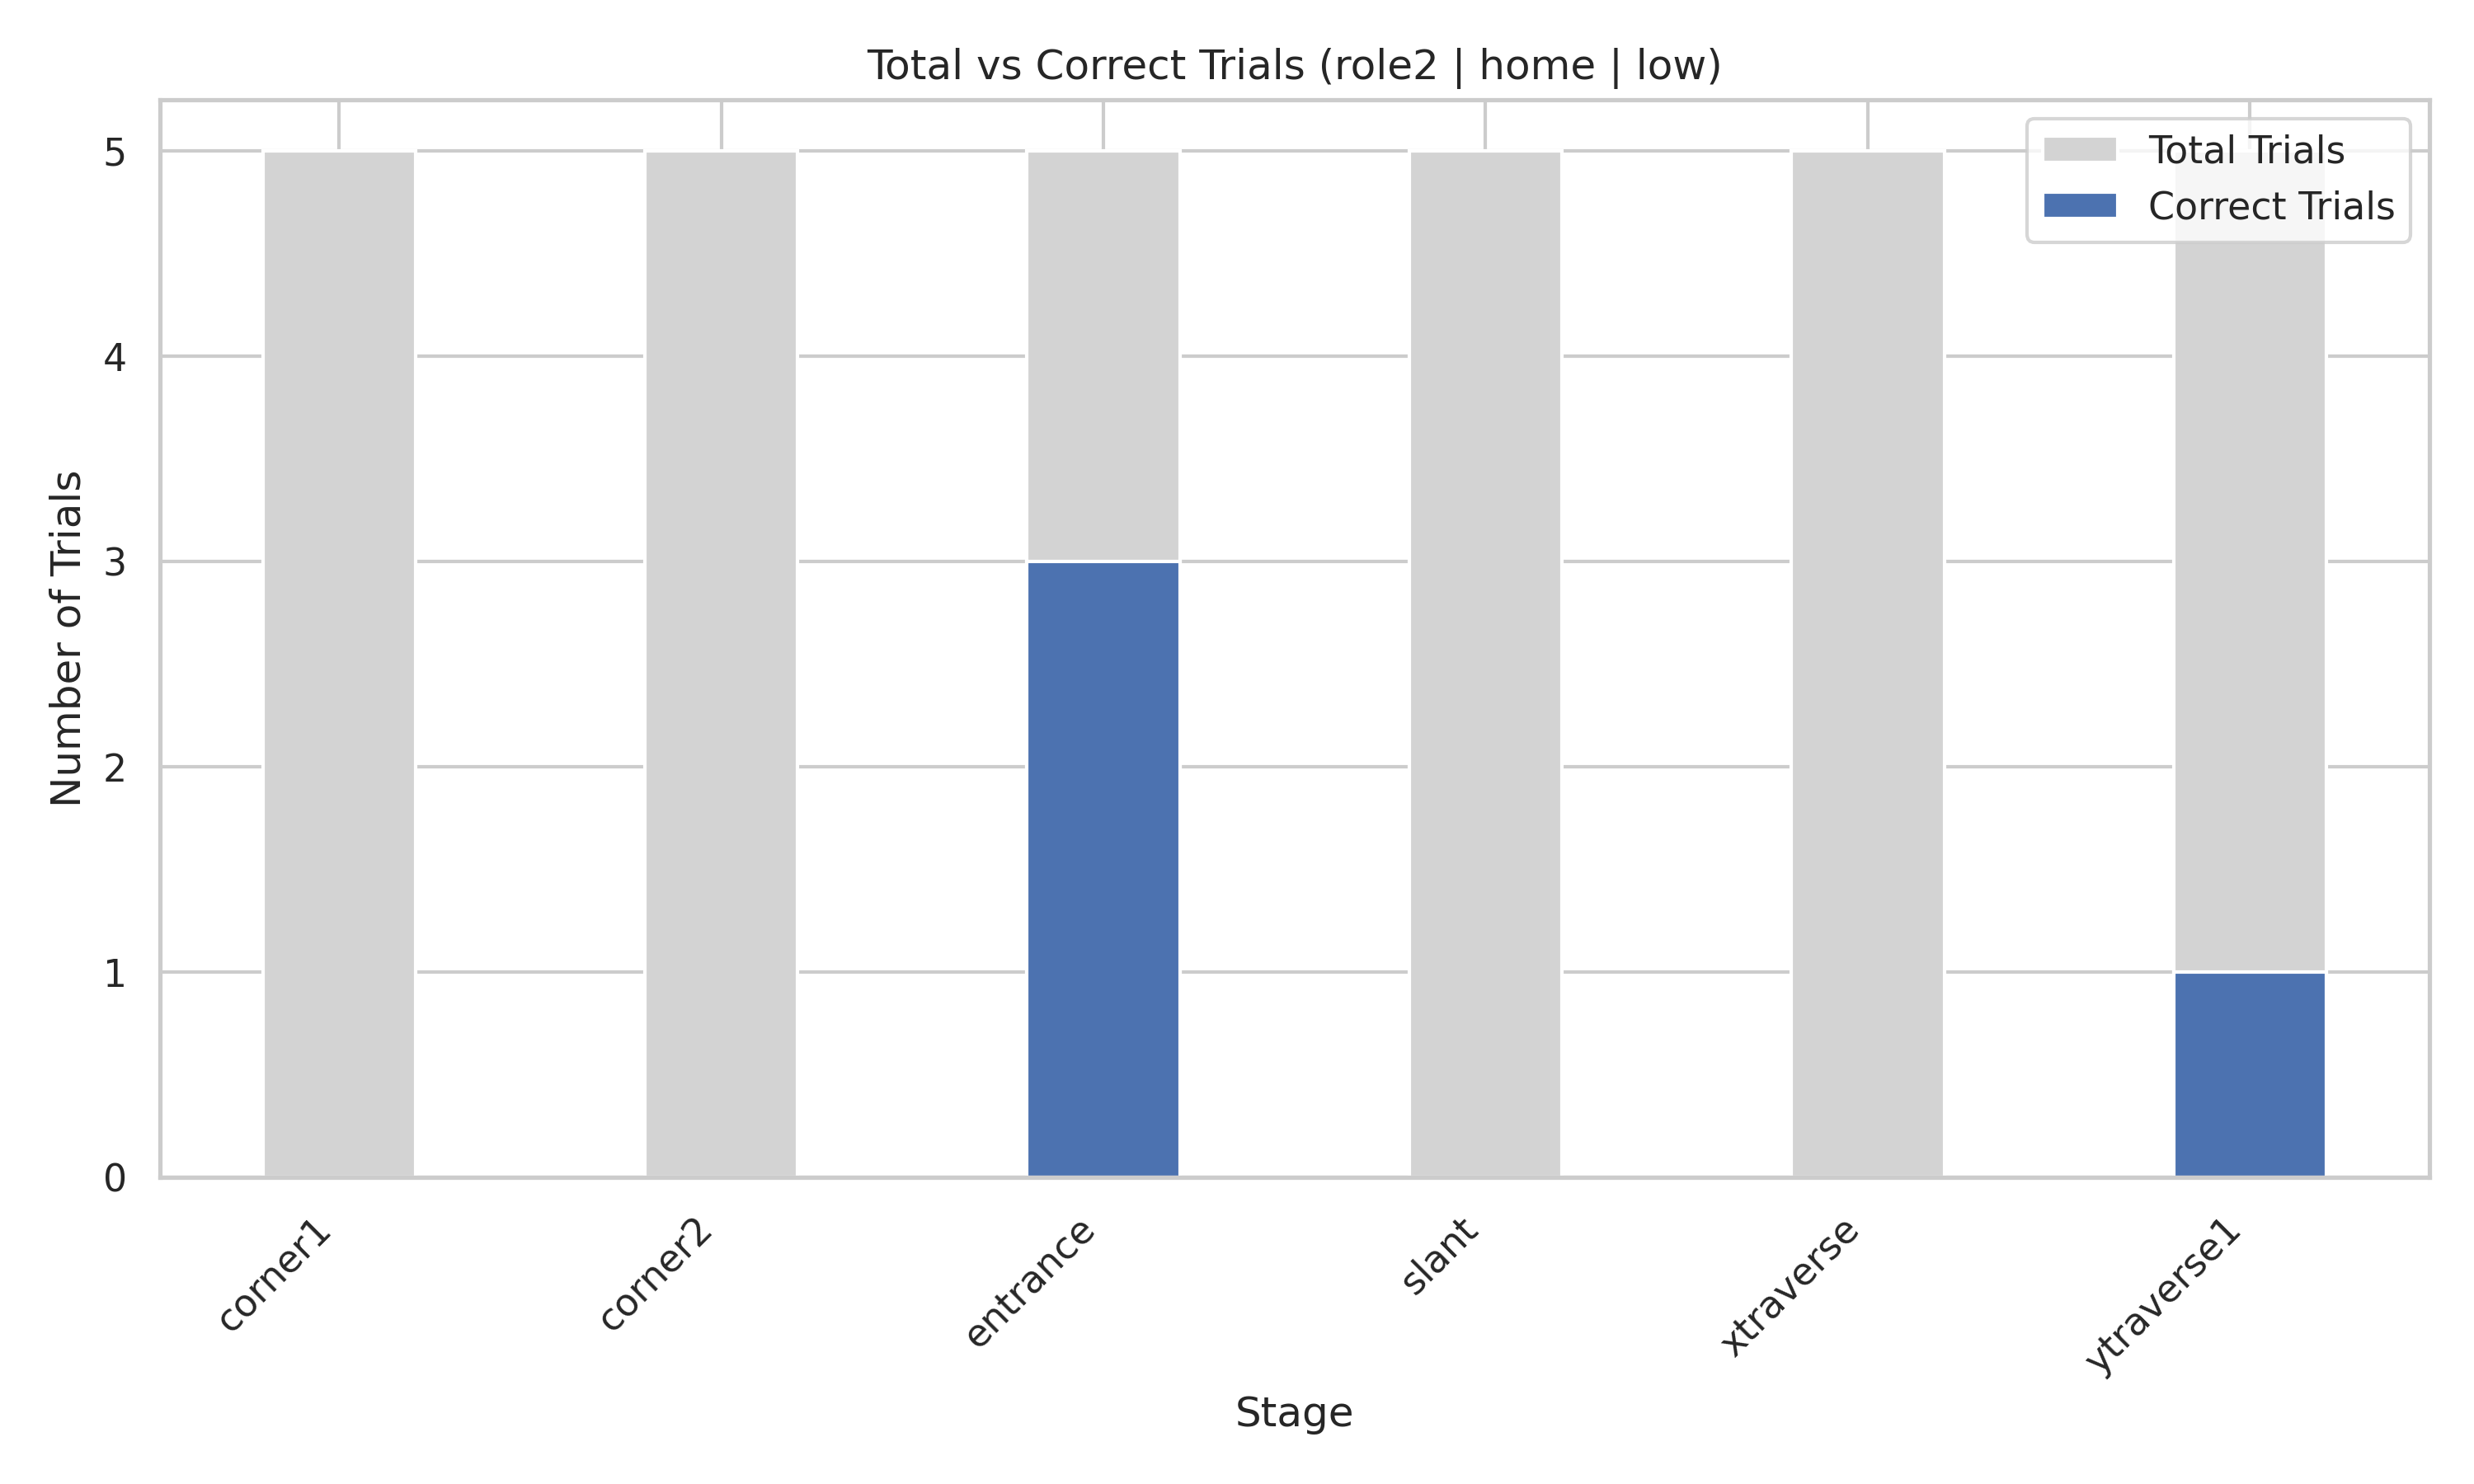 Total vs Correct Trials (role2 | home | low)
Total Trials
Correct Trials
Number of Trials
5
4
3
2
1
0
corner1
corner2
entrance
slant
xtraverse
ytraverse1
Stage